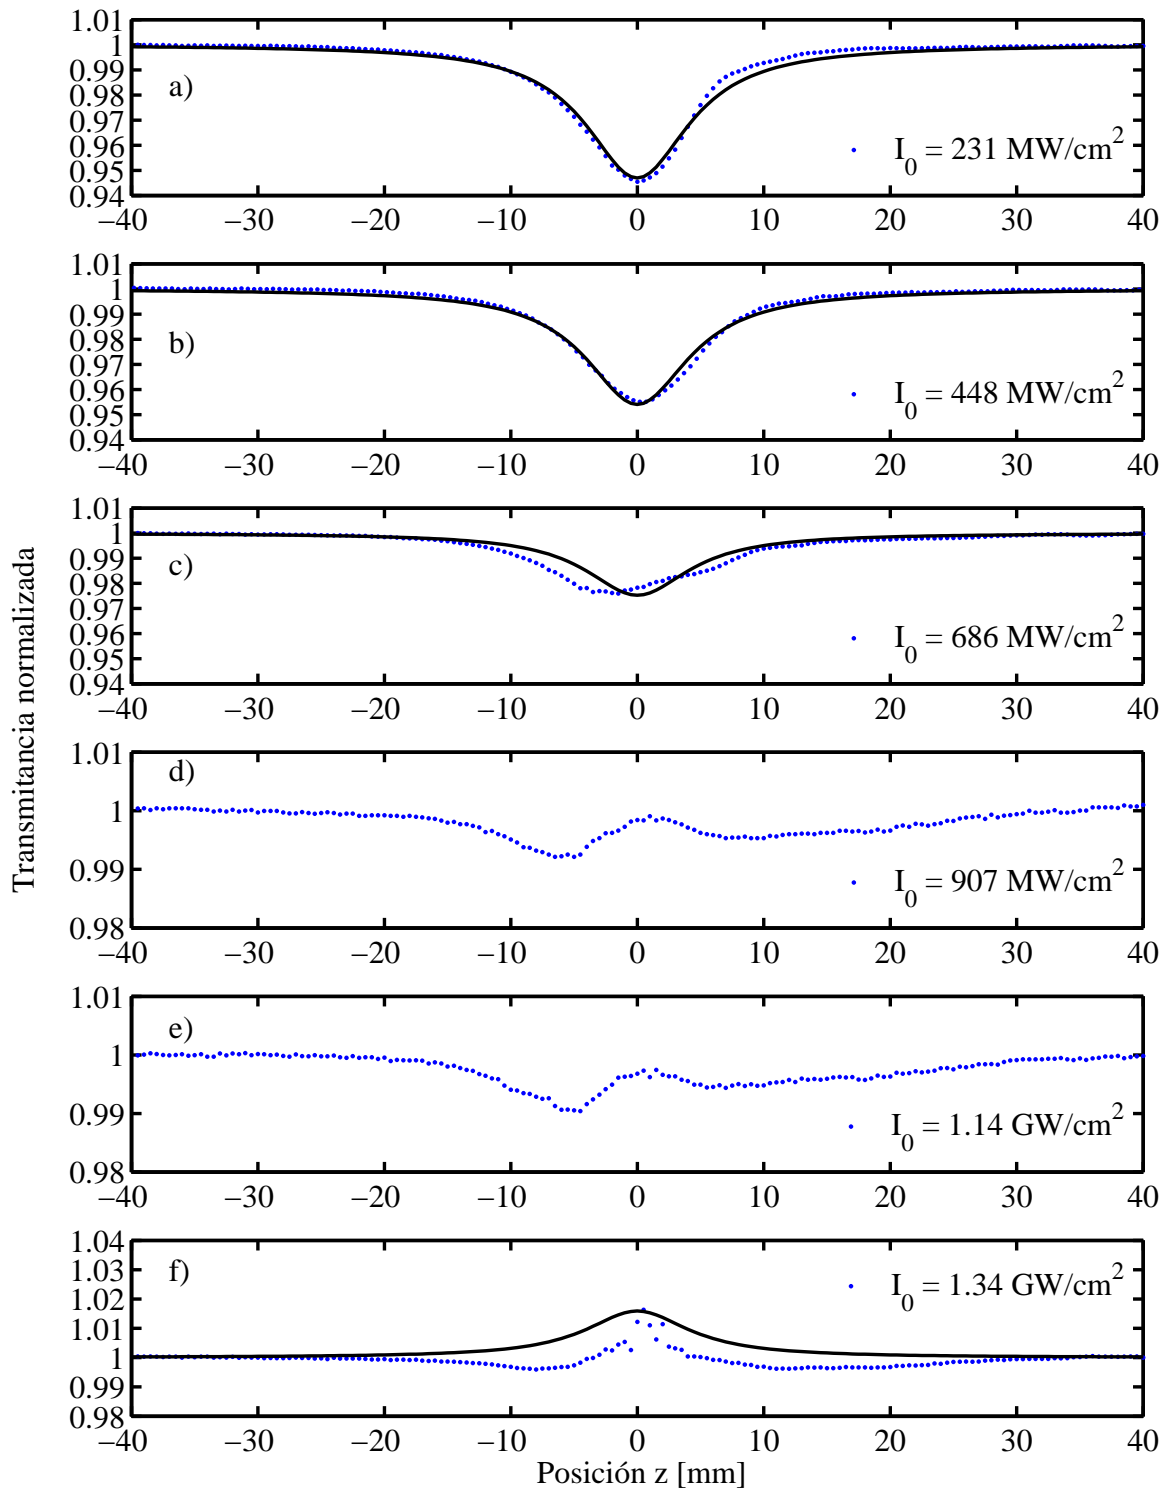 1.01
1
0.99
0.98
0.97
0.96
0.95
0.94
a)
I0 = 231 MW/cm2
−40 −30 −20 −10 0 10 20 30 40
1.01
1
0.99
0.98
0.97
0.96
0.95
0.94
b)
I0 = 448 MW/cm2
−40 −30 −20 −10 0 10 20 30 40
1.01
1
0.99
0.98
0.97
0.96
0.95
0.94
c)
I0 = 686 MW/cm2
−40 −30 −20 −10 0 10 20 30 40
Transmitancia normalizada
1.01
1
0.99
0.98
d)
I0 = 907 MW/cm2
−40 −30 −20 −10 0 10 20 30 40
1.01
1
0.99
0.98
e)
I0 = 1.14 GW/cm2
−40 −30 −20 −10 0 10 20 30 40
1.04
1.03
1.02
1.01
1
0.99
0.98
f)
I0 = 1.34 GW/cm2
−40 −30 −20 −10 0 10 20 30 40
Posición z [mm]